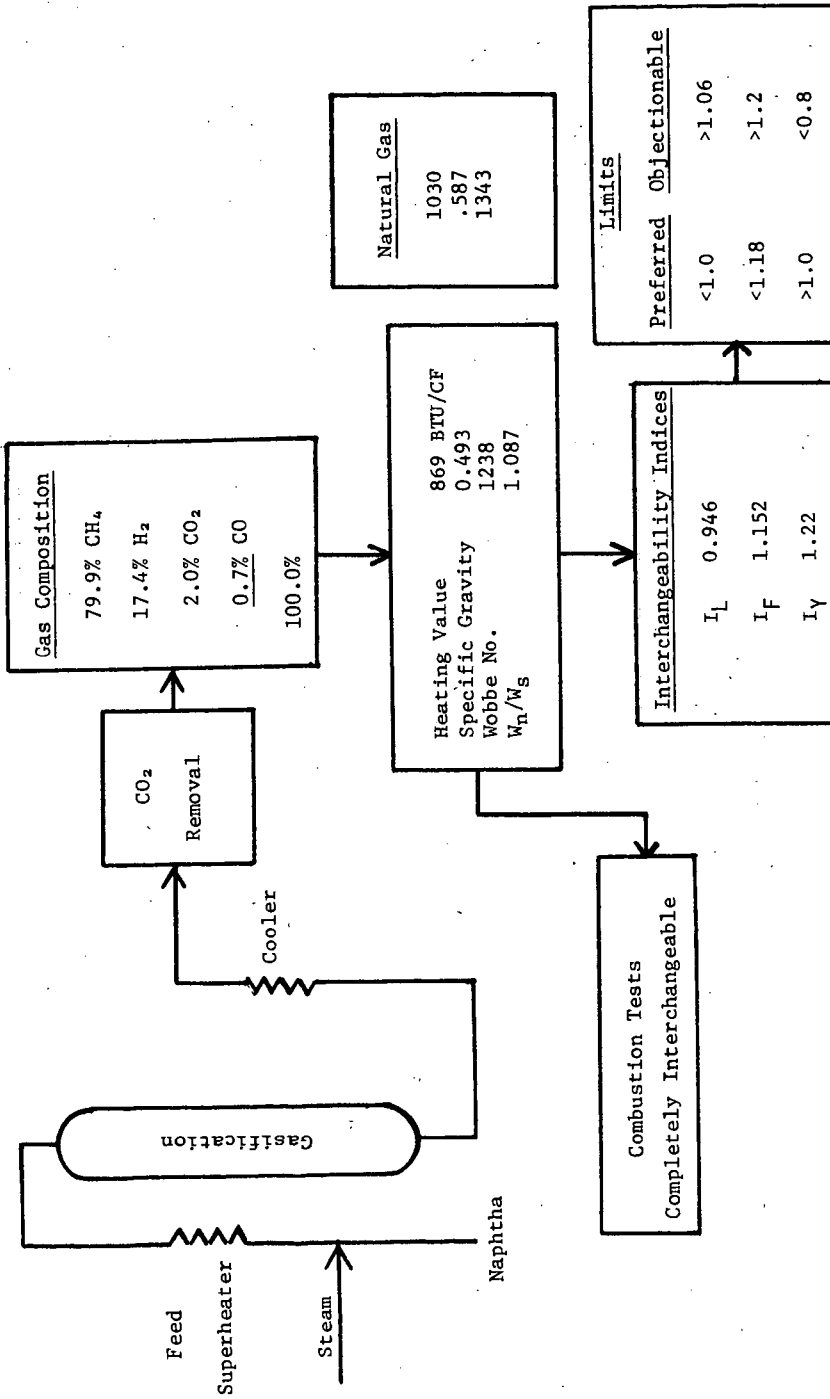 Feed
Superheater
Steam
Naphtha
Gasification
Cooler
CO₂
Removal
Gas Composition
79.9% CH₄
17.4% H₂
2.0% CO₂
0.7% CO
100.0%
Heating Value 869 BTU/CF
Specific Gravity 0.493
Wobbe No. 1238
Wn/Ws 1.087
Natural Gas
1030
.587
1343
Combustion Tests
Completely Interchangeable
Interchangeability Indices
IL 0.946
IF 1.152
IY 1.22
Limits
Preferred Objectionable
<1.0 >1.06
<1.18 >1.2
>1.0 <0.8